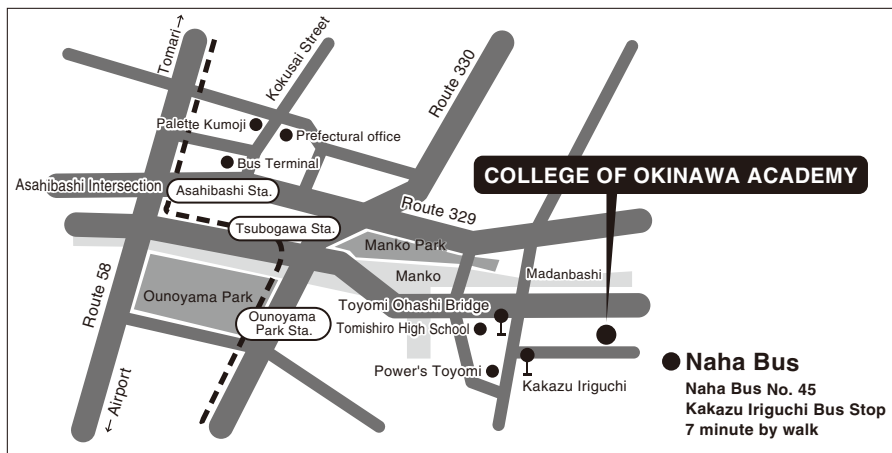 Tomari→
Kokusai Street
Route 330
Palette Kumoji
Prefectural office
Bus Terminal
COLLEGE OF OKINAWA ACADEMY
Asahibashi Intersection
Asahibashi Sta.
Route 329
Tsubogawa Sta.
Manko Park
Manko
Madanbashi
Route 58
Ounoyama Park
Toyomi Ohashi Bridge
Ounoyama
Park Sta.
Tomishiro High School
Power's Toyomi
Kakazu Iriguchi
← Airport
Naha Bus
Naha Bus No. 45
Kakazu Iriguchi Bus Stop
7 minute by walk